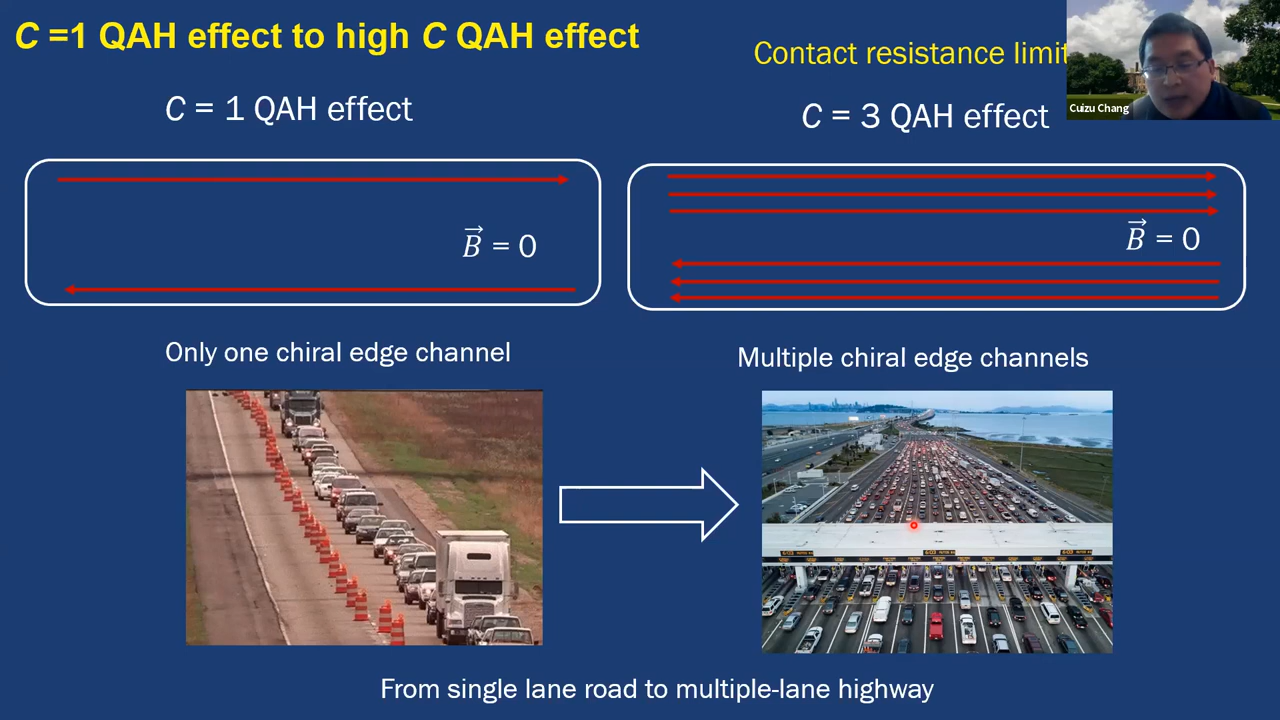 C =1 QAH effect to high C QAH effect
Contact resistance limit
Cuizu Chang
C = 1 QAH effect
C = 3 QAH effect
B⃗ = 0
B⃗ = 0
Only one chiral edge channel
Multiple chiral edge channels
From single lane road to multiple-lane highway